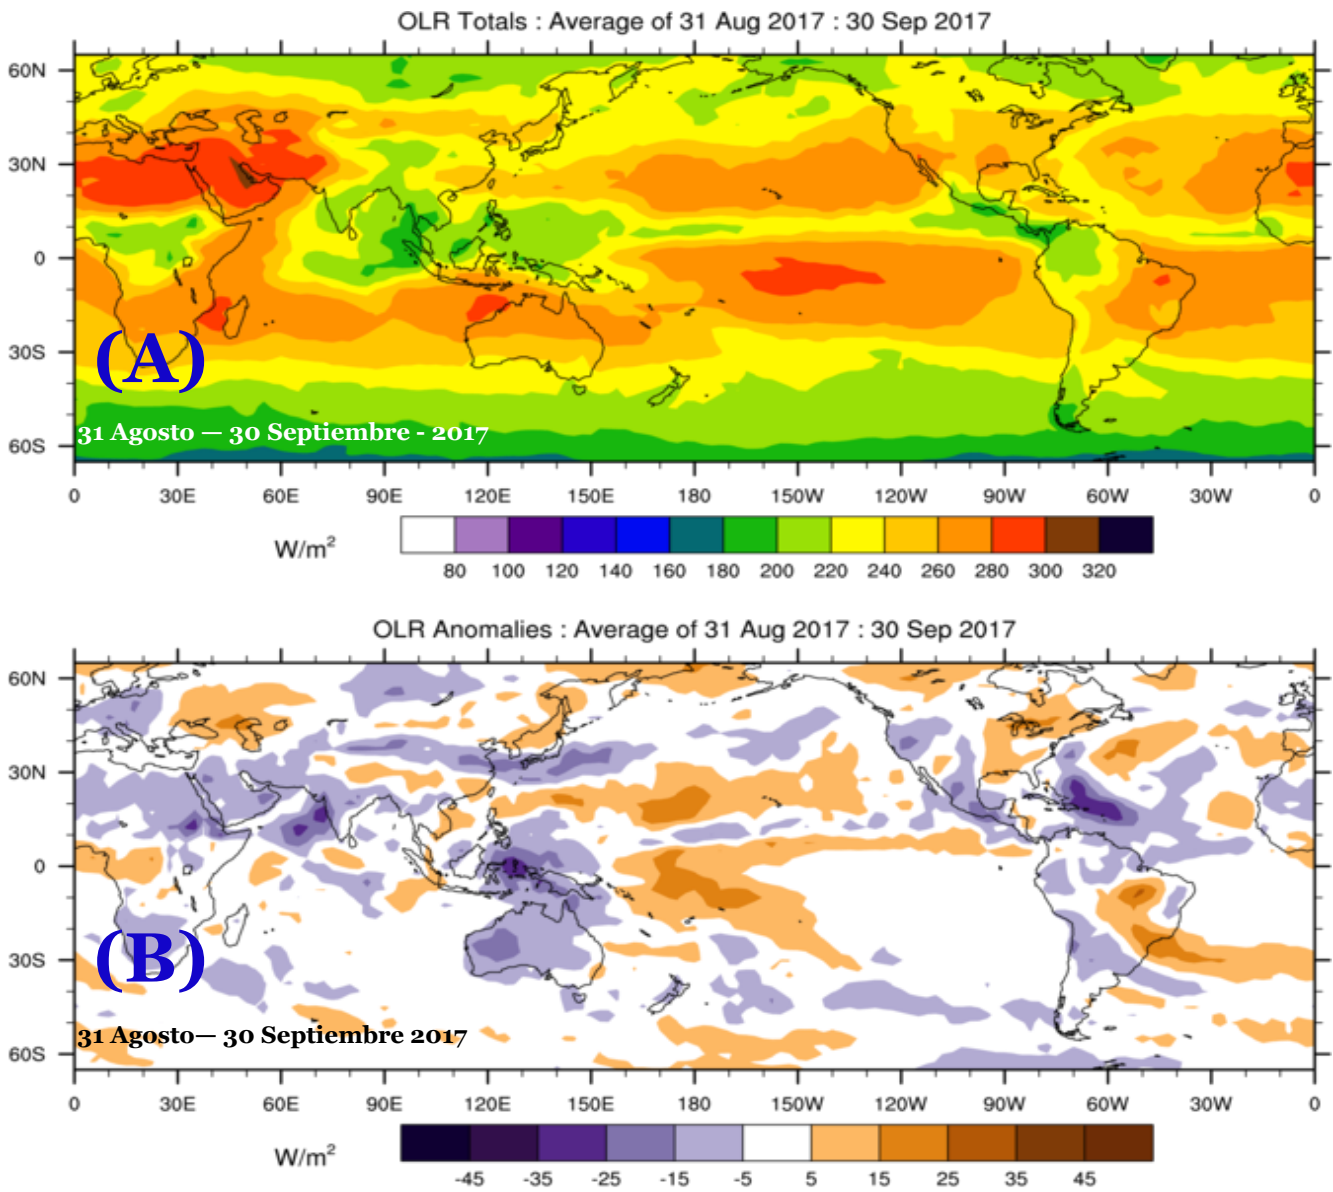 OLR Totals : Average of 31 Aug 2017 : 30 Sep 2017
60N
30N
0
30S
60S
(A)
31 Agosto — 30 Septiembre - 2017
0 30E 60E 90E 120E 150E 180 150W 120W 90W 60W 30W 0
W/m²
80 100 120 140 160 180 200 220 240 260 280 300 320
OLR Anomalies : Average of 31 Aug 2017 : 30 Sep 2017
60N
30N
0
30S
60S
(B)
31 Agosto— 30 Septiembre 2017
0 30E 60E 90E 120E 150E 180 150W 120W 90W 60W 30W 0
W/m²
-45 -35 -25 -15 -5 5 15 25 35 45